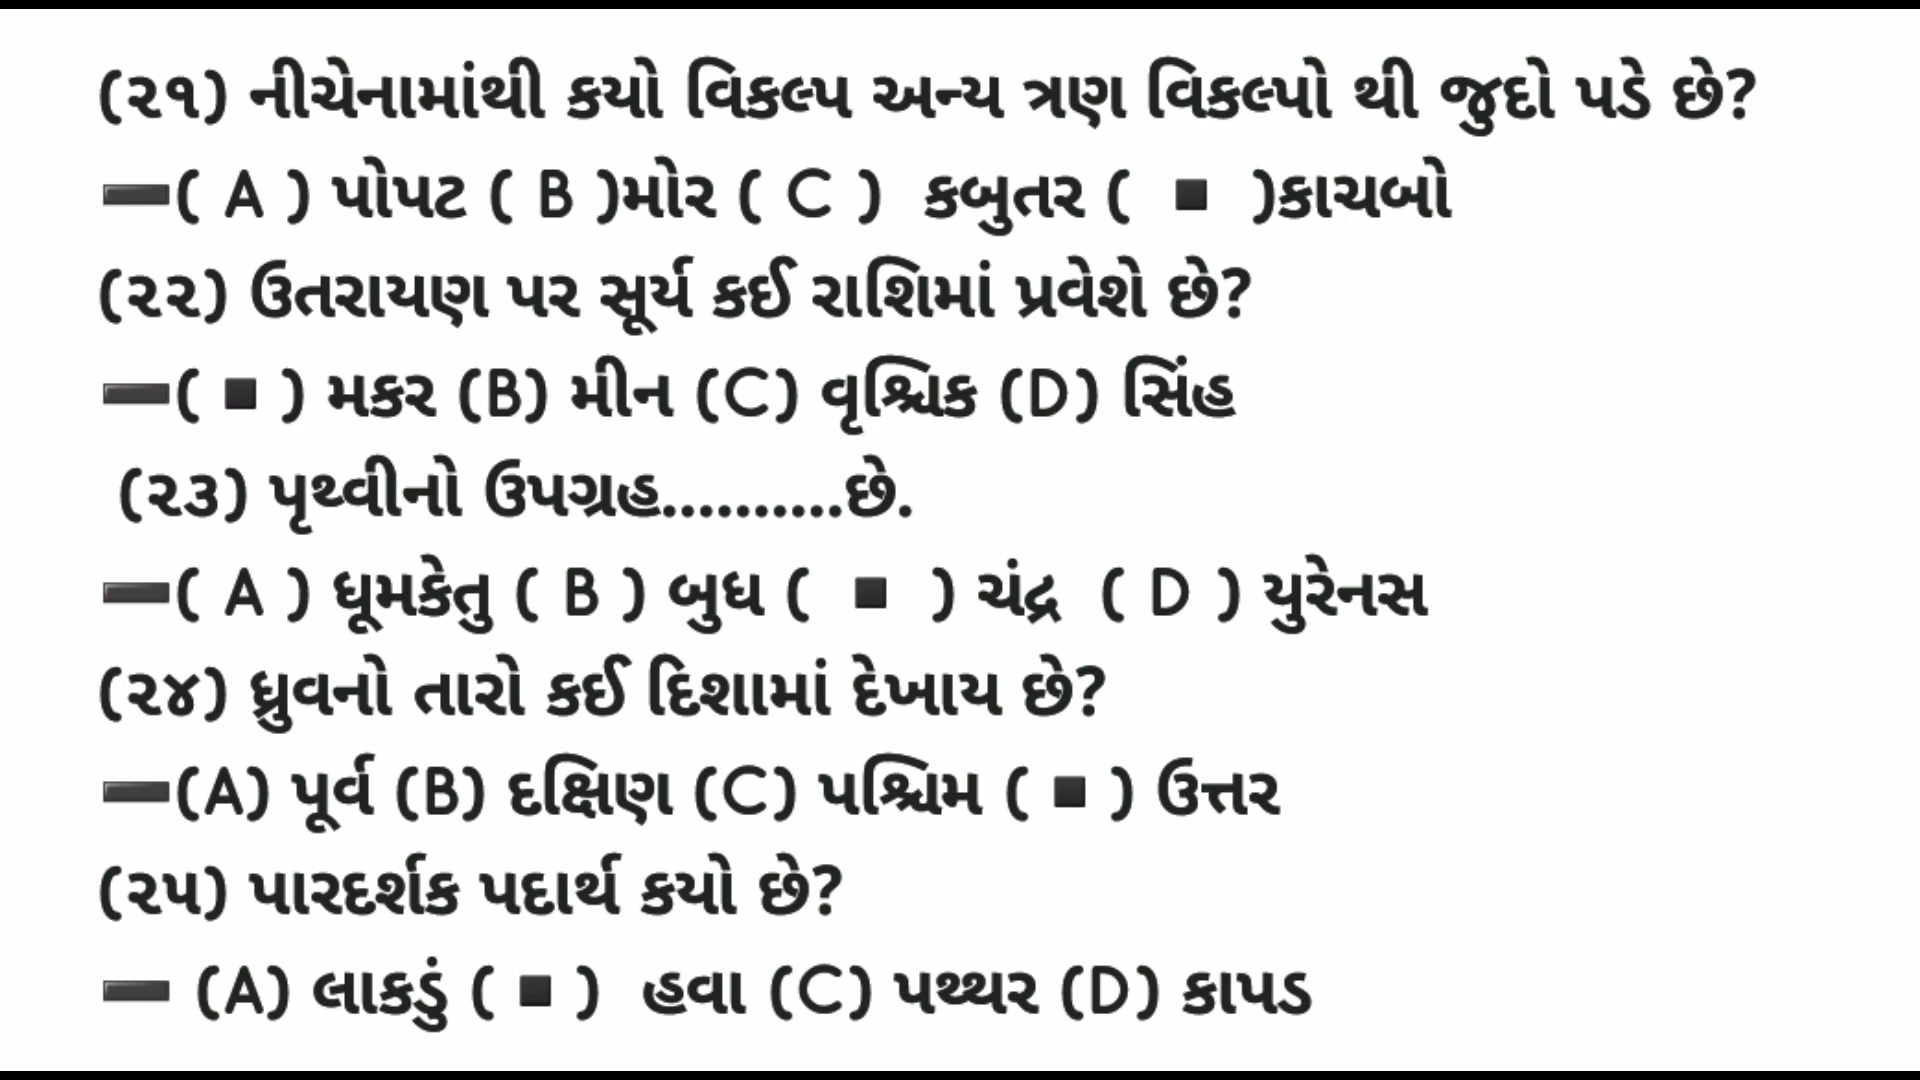 (૨૧) નીચેનામાંથી કયો વિકલ્પ અન્ય ત્રણ વિકલ્પો થી જુદો પડે છે?
➖( A ) પોપટ ( B )મોર ( C ) કબુતર ( ◾ )કાચબો
(૨૨) ઉતરાયણ પર સૂર્ય કઈ રાશિમાં પ્રવેશે છે?
➖( ◾ ) મકર (B) મીન (C) વૃશ્ચિક (D) સિંહ
(૨૩) પૃથ્વીનો ઉપગ્રહ..........છે.
➖( A ) ધૂમકેતુ ( B ) બુધ ( ◾ ) ચંદ્ર ( D ) યુરેનસ
(૨૪) ધ્રુવનો તારો કઈ દિશામાં દેખાય છે?
➖(A) પૂર્વ (B) દક્ષિણ (C) પશ્ચિમ ( ◾ ) ઉત્તર
(૨૫) પારદર્શક પદાર્થ કયો છે?
➖ (A) લાકડું ( ◾ ) હવા (C) પથ્થર (D) કાપડ